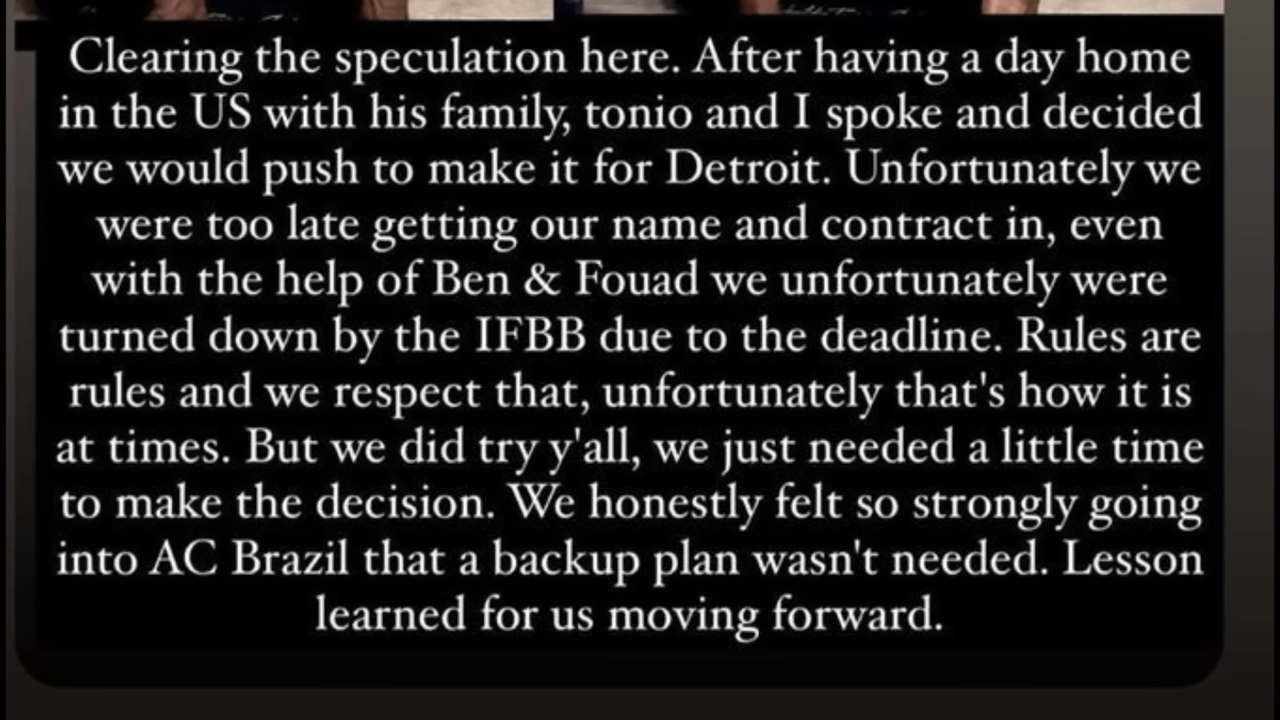 Clearing the speculation here. After having a day home
in the US with his family, tonio and I spoke and decided
we would push to make it for Detroit. Unfortunately we
were too late getting our name and contract in, even
with the help of Ben & Fouad we unfortunately were
turned down by the IFBB due to the deadline. Rules are
rules and we respect that, unfortunately that's how it is
at times. But we did try y'all, we just needed a little time
to make the decision. We honestly felt so strongly going
into AC Brazil that a backup plan wasn't needed. Lesson
learned for us moving forward.